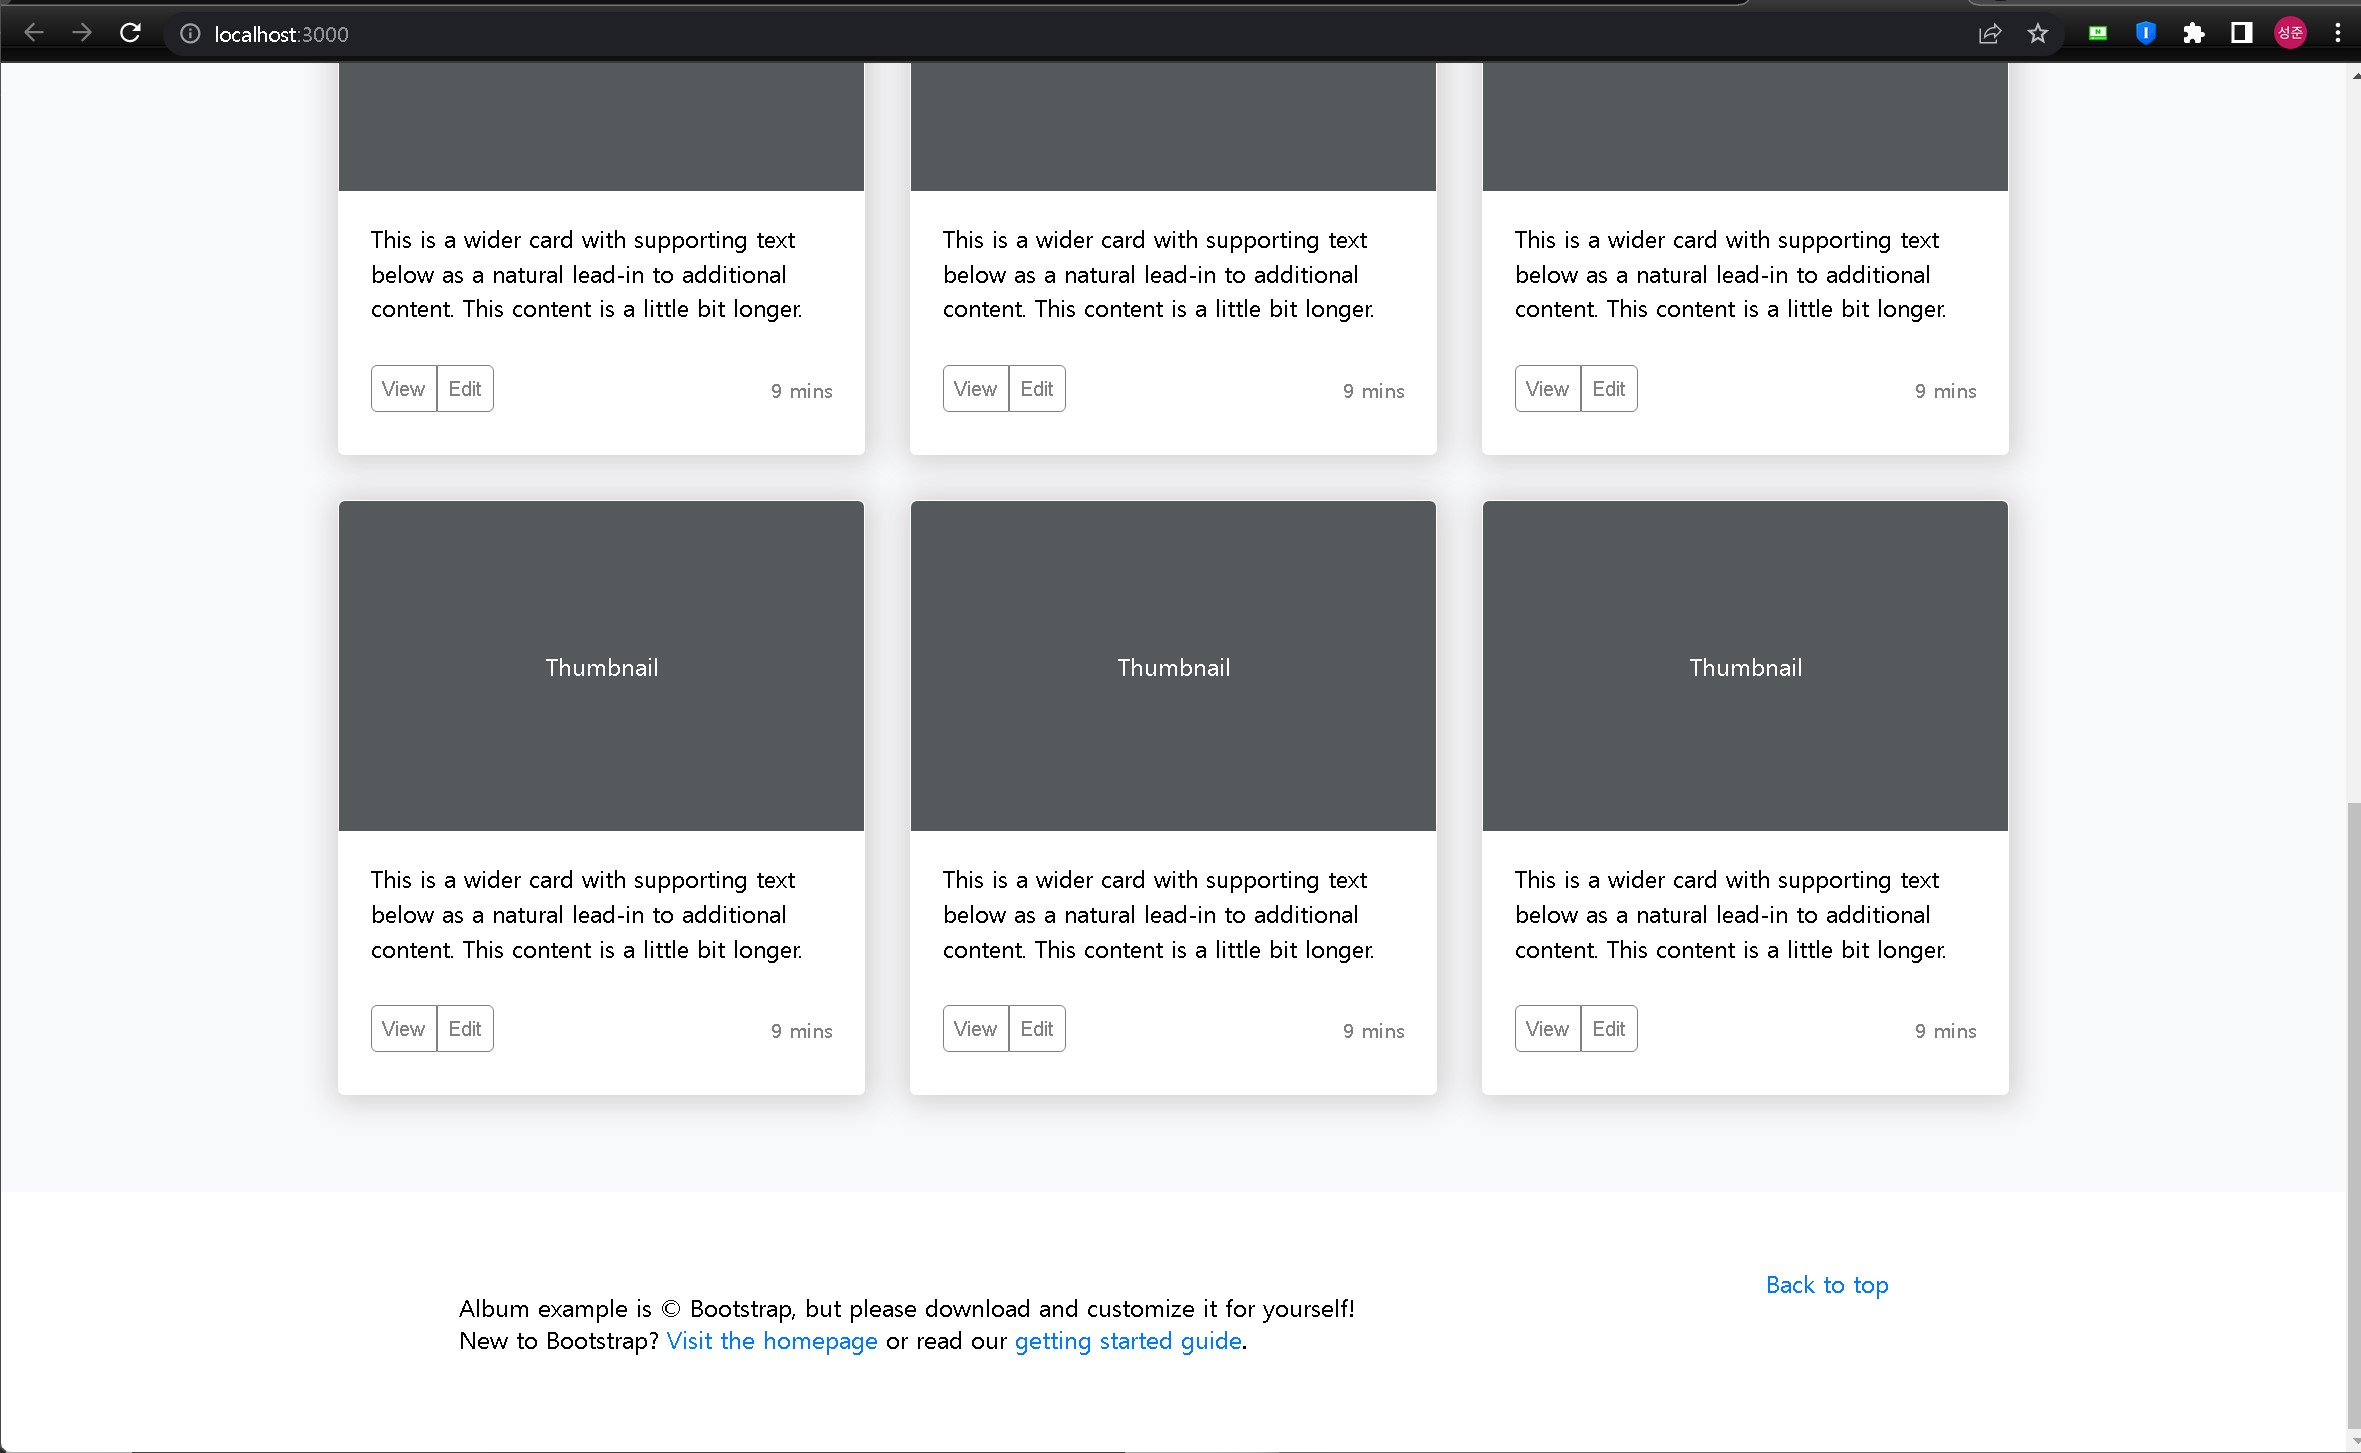 localhost:3000
성준
This is a wider card with supporting text
below as a natural lead-in to additional
content. This content is a little bit longer.
View Edit 9 mins
This is a wider card with supporting text
below as a natural lead-in to additional
content. This content is a little bit longer.
View Edit 9 mins
This is a wider card with supporting text
below as a natural lead-in to additional
content. This content is a little bit longer.
View Edit 9 mins
Thumbnail
This is a wider card with supporting text
below as a natural lead-in to additional
content. This content is a little bit longer.
View Edit 9 mins
Thumbnail
This is a wider card with supporting text
below as a natural lead-in to additional
content. This content is a little bit longer.
View Edit 9 mins
Thumbnail
This is a wider card with supporting text
below as a natural lead-in to additional
content. This content is a little bit longer.
View Edit 9 mins
Back to top
Album example is © Bootstrap, but please download and customize it for yourself!
New to Bootstrap? Visit the homepage or read our getting started guide.